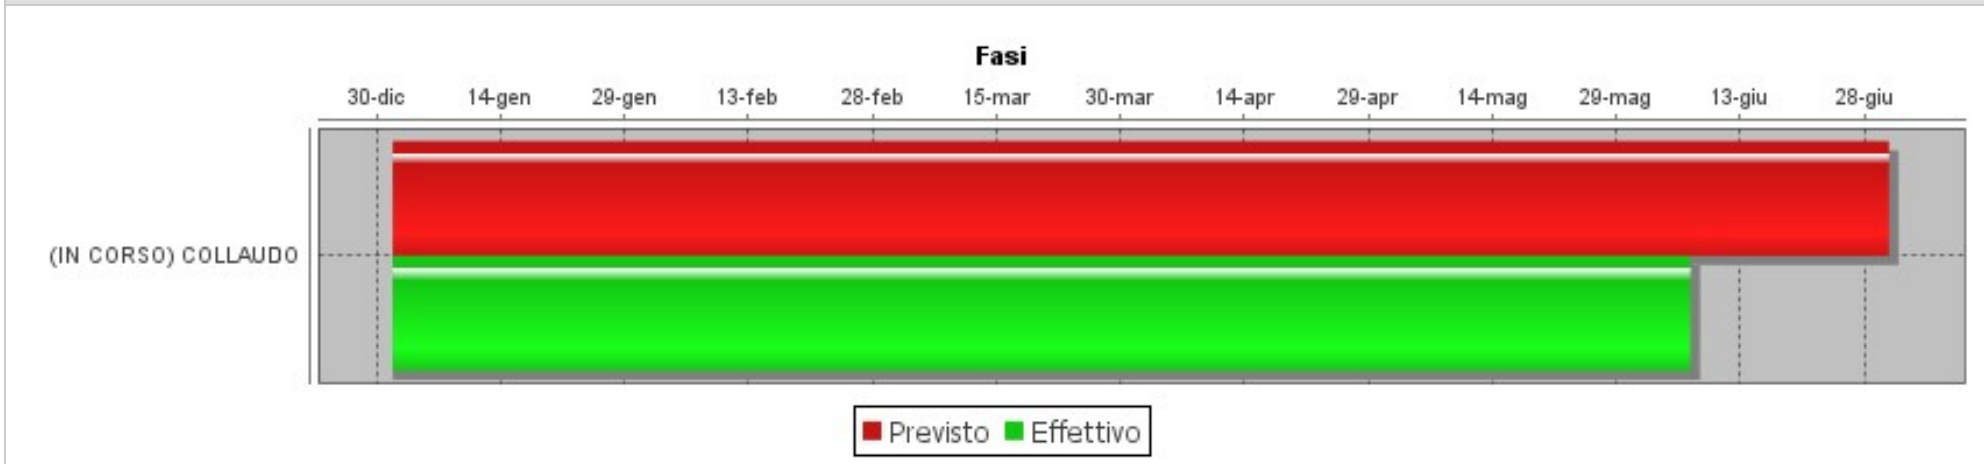 Fasi
30-dic 14-gen 29-gen 13-feb 28-feb 15-mar 30-mar 14-apr 29-apr 14-mag 29-mag 13-giu 28-giu
(IN CORSO) COLLAUDO
Previsto Effettivo